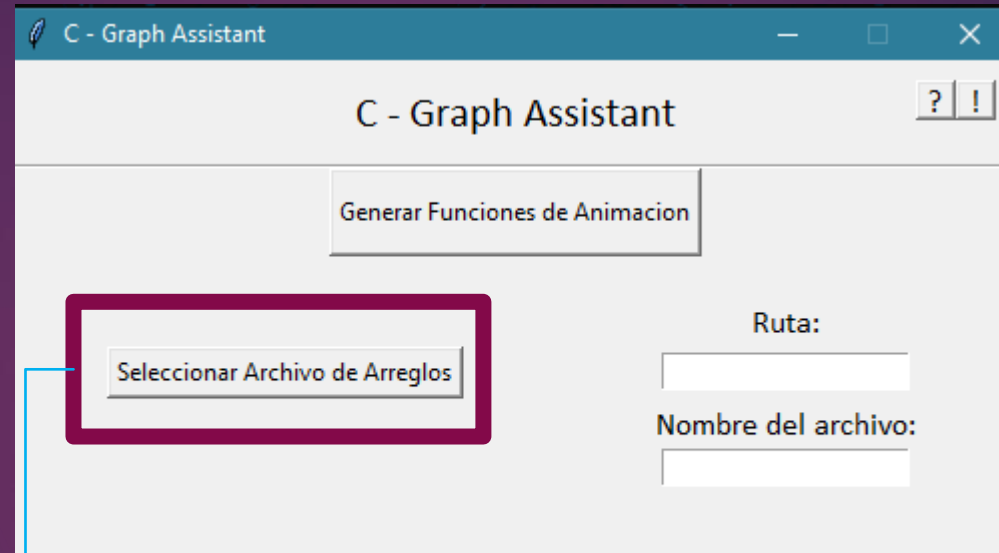 C - Graph Assistant
C - Graph Assistant
? !
Generar Funciones de Animacion
Ruta:
Seleccionar Archivo de Arreglos
Nombre del archivo: